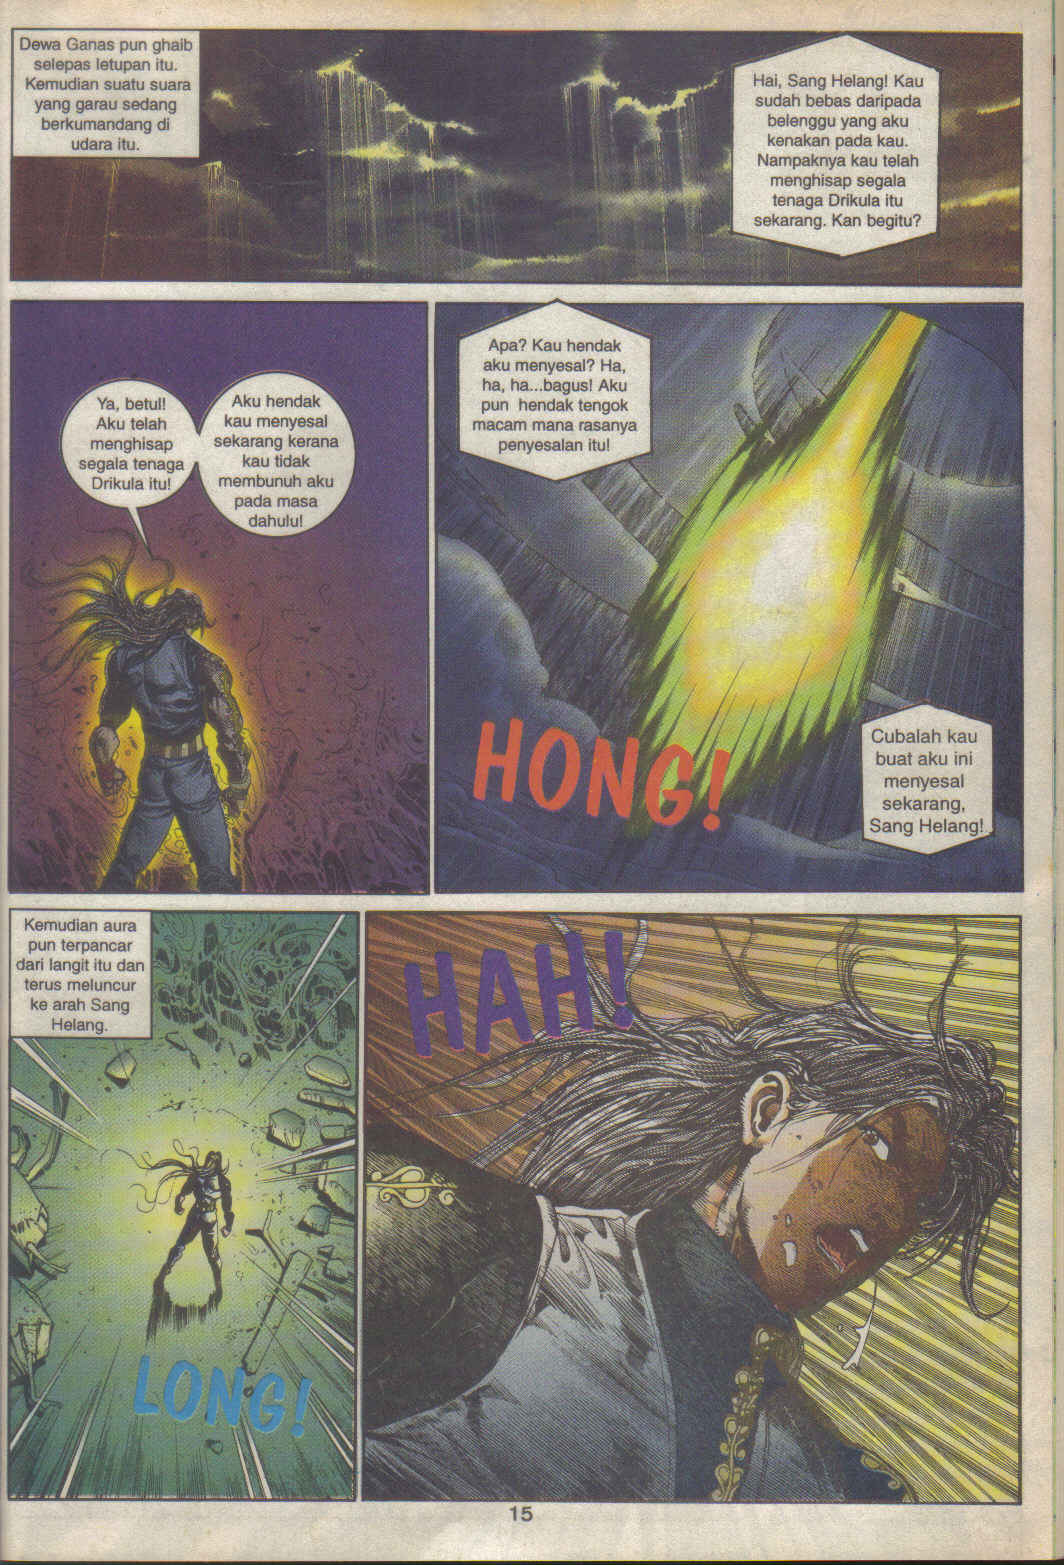 Dewa Ganas pun ghaib
selepas letupan itu.
Kemudian suatu suara
yang garau sedang
berkumandang di
udara itu.
Hai, Sang Helang! Kau
sudah bebas daripada
belenggu yang aku
kenakan pada kau.
Nampaknya kau telah
menghisap segala
tenaga Drikula itu
sekarang. Kan begitu?
Ya, betul!
Aku telah
menghisap
segala tenaga
Drikula itu!
Aku hendak
kau menyesal
sekarang kerana
kau tidak
membunuh aku
pada masa
dahulu!
Apa? Kau hendak
aku menyesal? Ha,
ha, ha...bagus! Aku
pun hendak tengok
macam mana rasanya
penyesalan itu!
HONG!
Cubalah kau
buat aku ini
menyesal
sekarang,
Sang Helang!
Kemudian aura
pun terpancar
dari langit itu dan
terus meluncur
ke arah Sang
Helang.
LONG!
HAH!
15